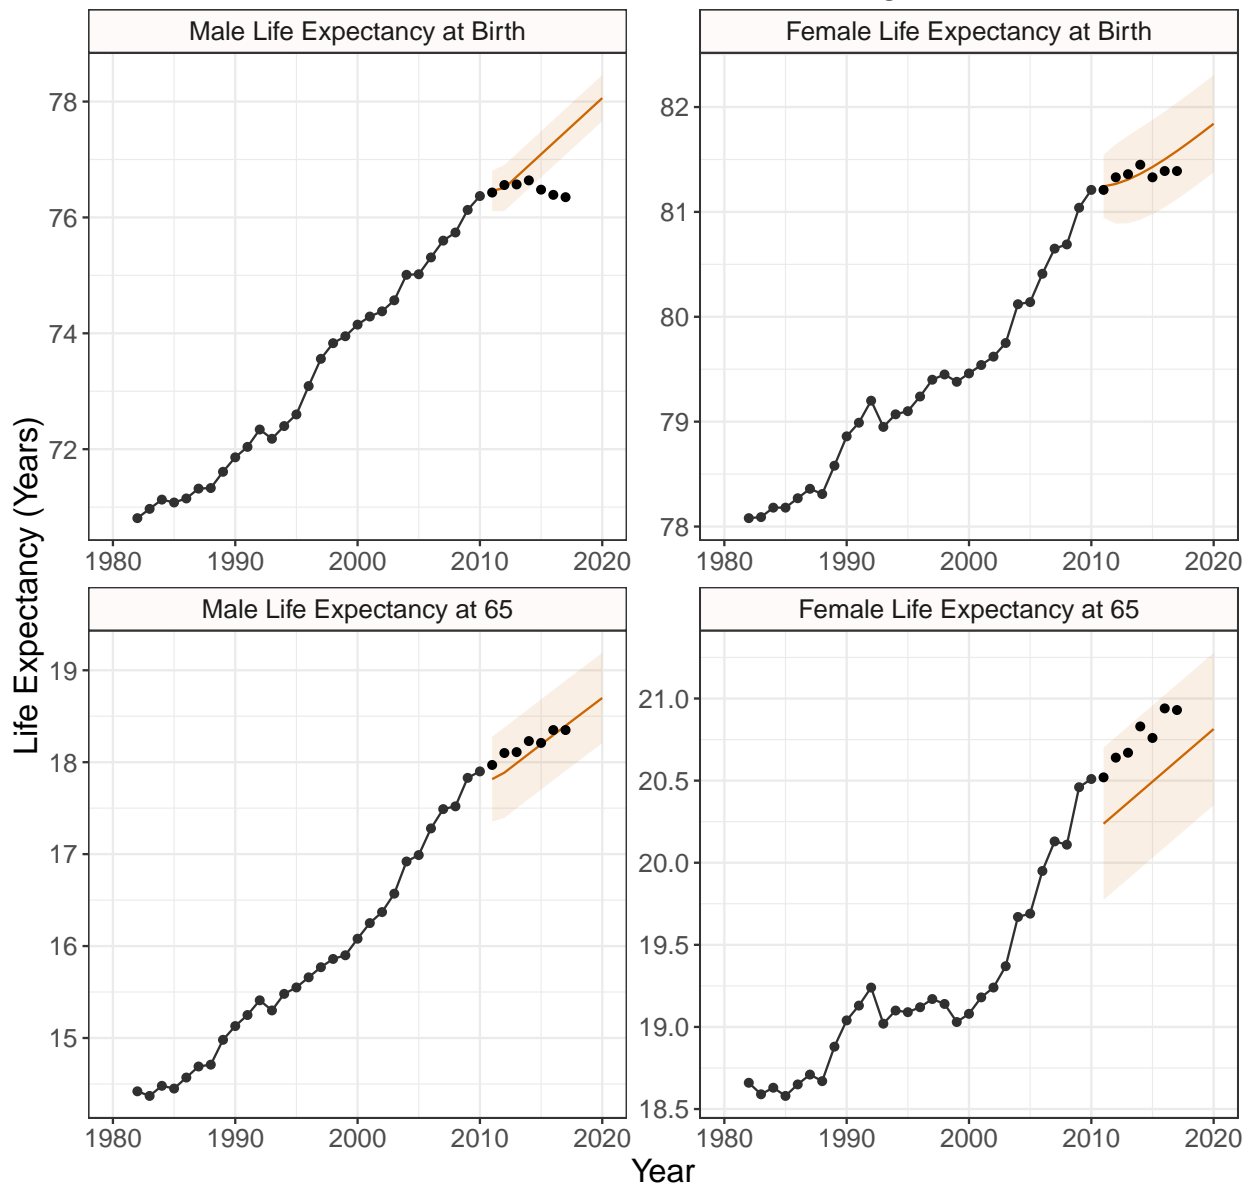 Male Life Expectancy at Birth
Female Life Expectancy at Birth
78
76
74
72
1980 1990 2000 2010 2020
82
81
80
79
78
1980 1990 2000 2010 2020
Life Expectancy (Years)
Male Life Expectancy at 65
Female Life Expectancy at 65
19
18
17
16
15
1980 1990 2000 2010 2020
21.0
20.5
20.0
19.5
19.0
18.5
1980 1990 2000 2010 2020
Year